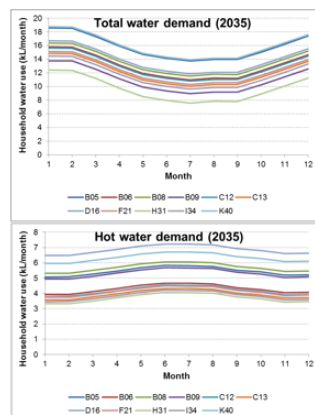 Total water demand (2035)
Household water use (kL/month)
20
18
16
14
12
10
8
6
4
2
0
1 2 3 4 5 6 7 8 9 10 11 12
Month
B05 B06 B08 B09 C12 C13
D16 F21 H31 I34 K40
Hot water demand (2035)
Household water use (kL/month)
8
7
6
5
4
3
2
1
0
1 2 3 4 5 6 7 8 9 10 11 12
Month
B05 B06 B08 B09 C12 C13
D16 F21 H31 I34 K40